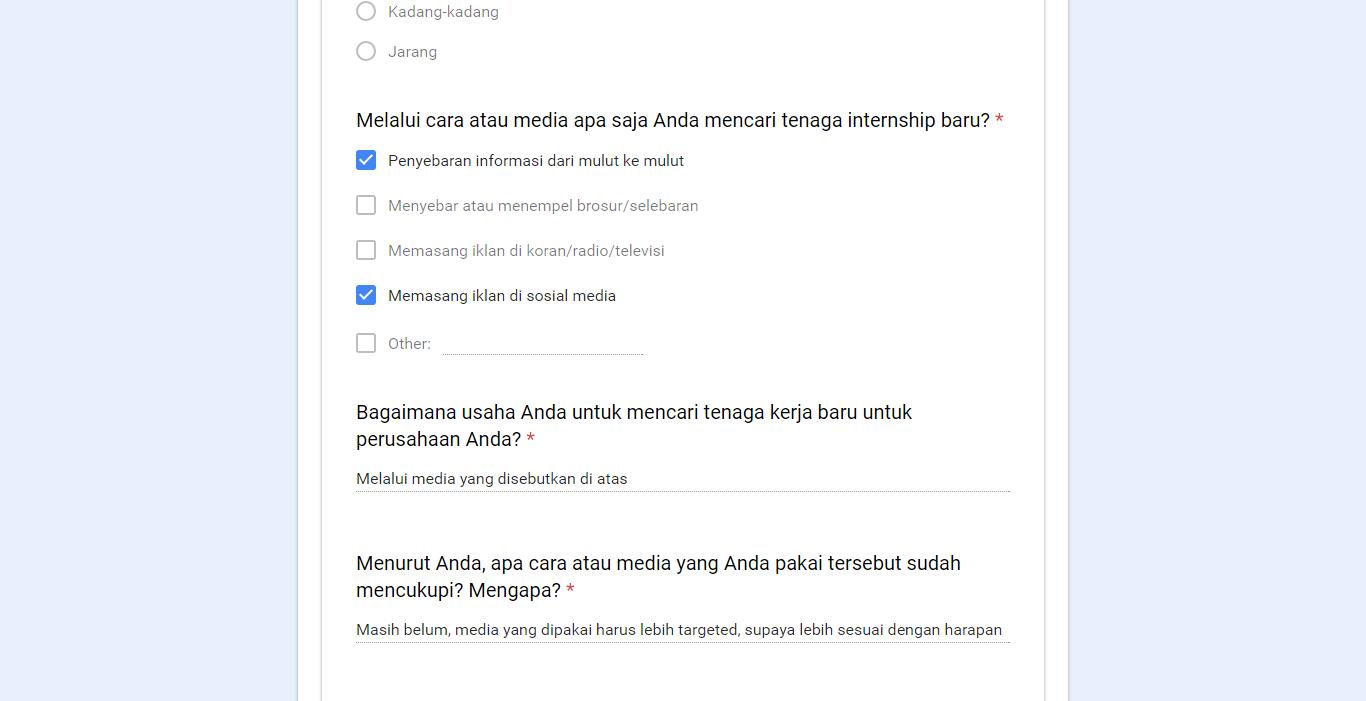 Kadang-kadang
Jarang
Melalui cara atau media apa saja Anda mencari tenaga internship baru? *
Penyebaran informasi dari mulut ke mulut
Menyebar atau menempel brosur/selebaran
Memasang iklan di koran/radio/televisi
Memasang iklan di sosial media
Other:
Bagaimana usaha Anda untuk mencari tenaga kerja baru untuk
perusahaan Anda? *
Melalui media yang disebutkan di atas
Menurut Anda, apa cara atau media yang Anda pakai tersebut sudah
mencukupi? Mengapa? *
Masih belum, media yang dipakai harus lebih targeted, supaya lebih sesuai dengan harapan